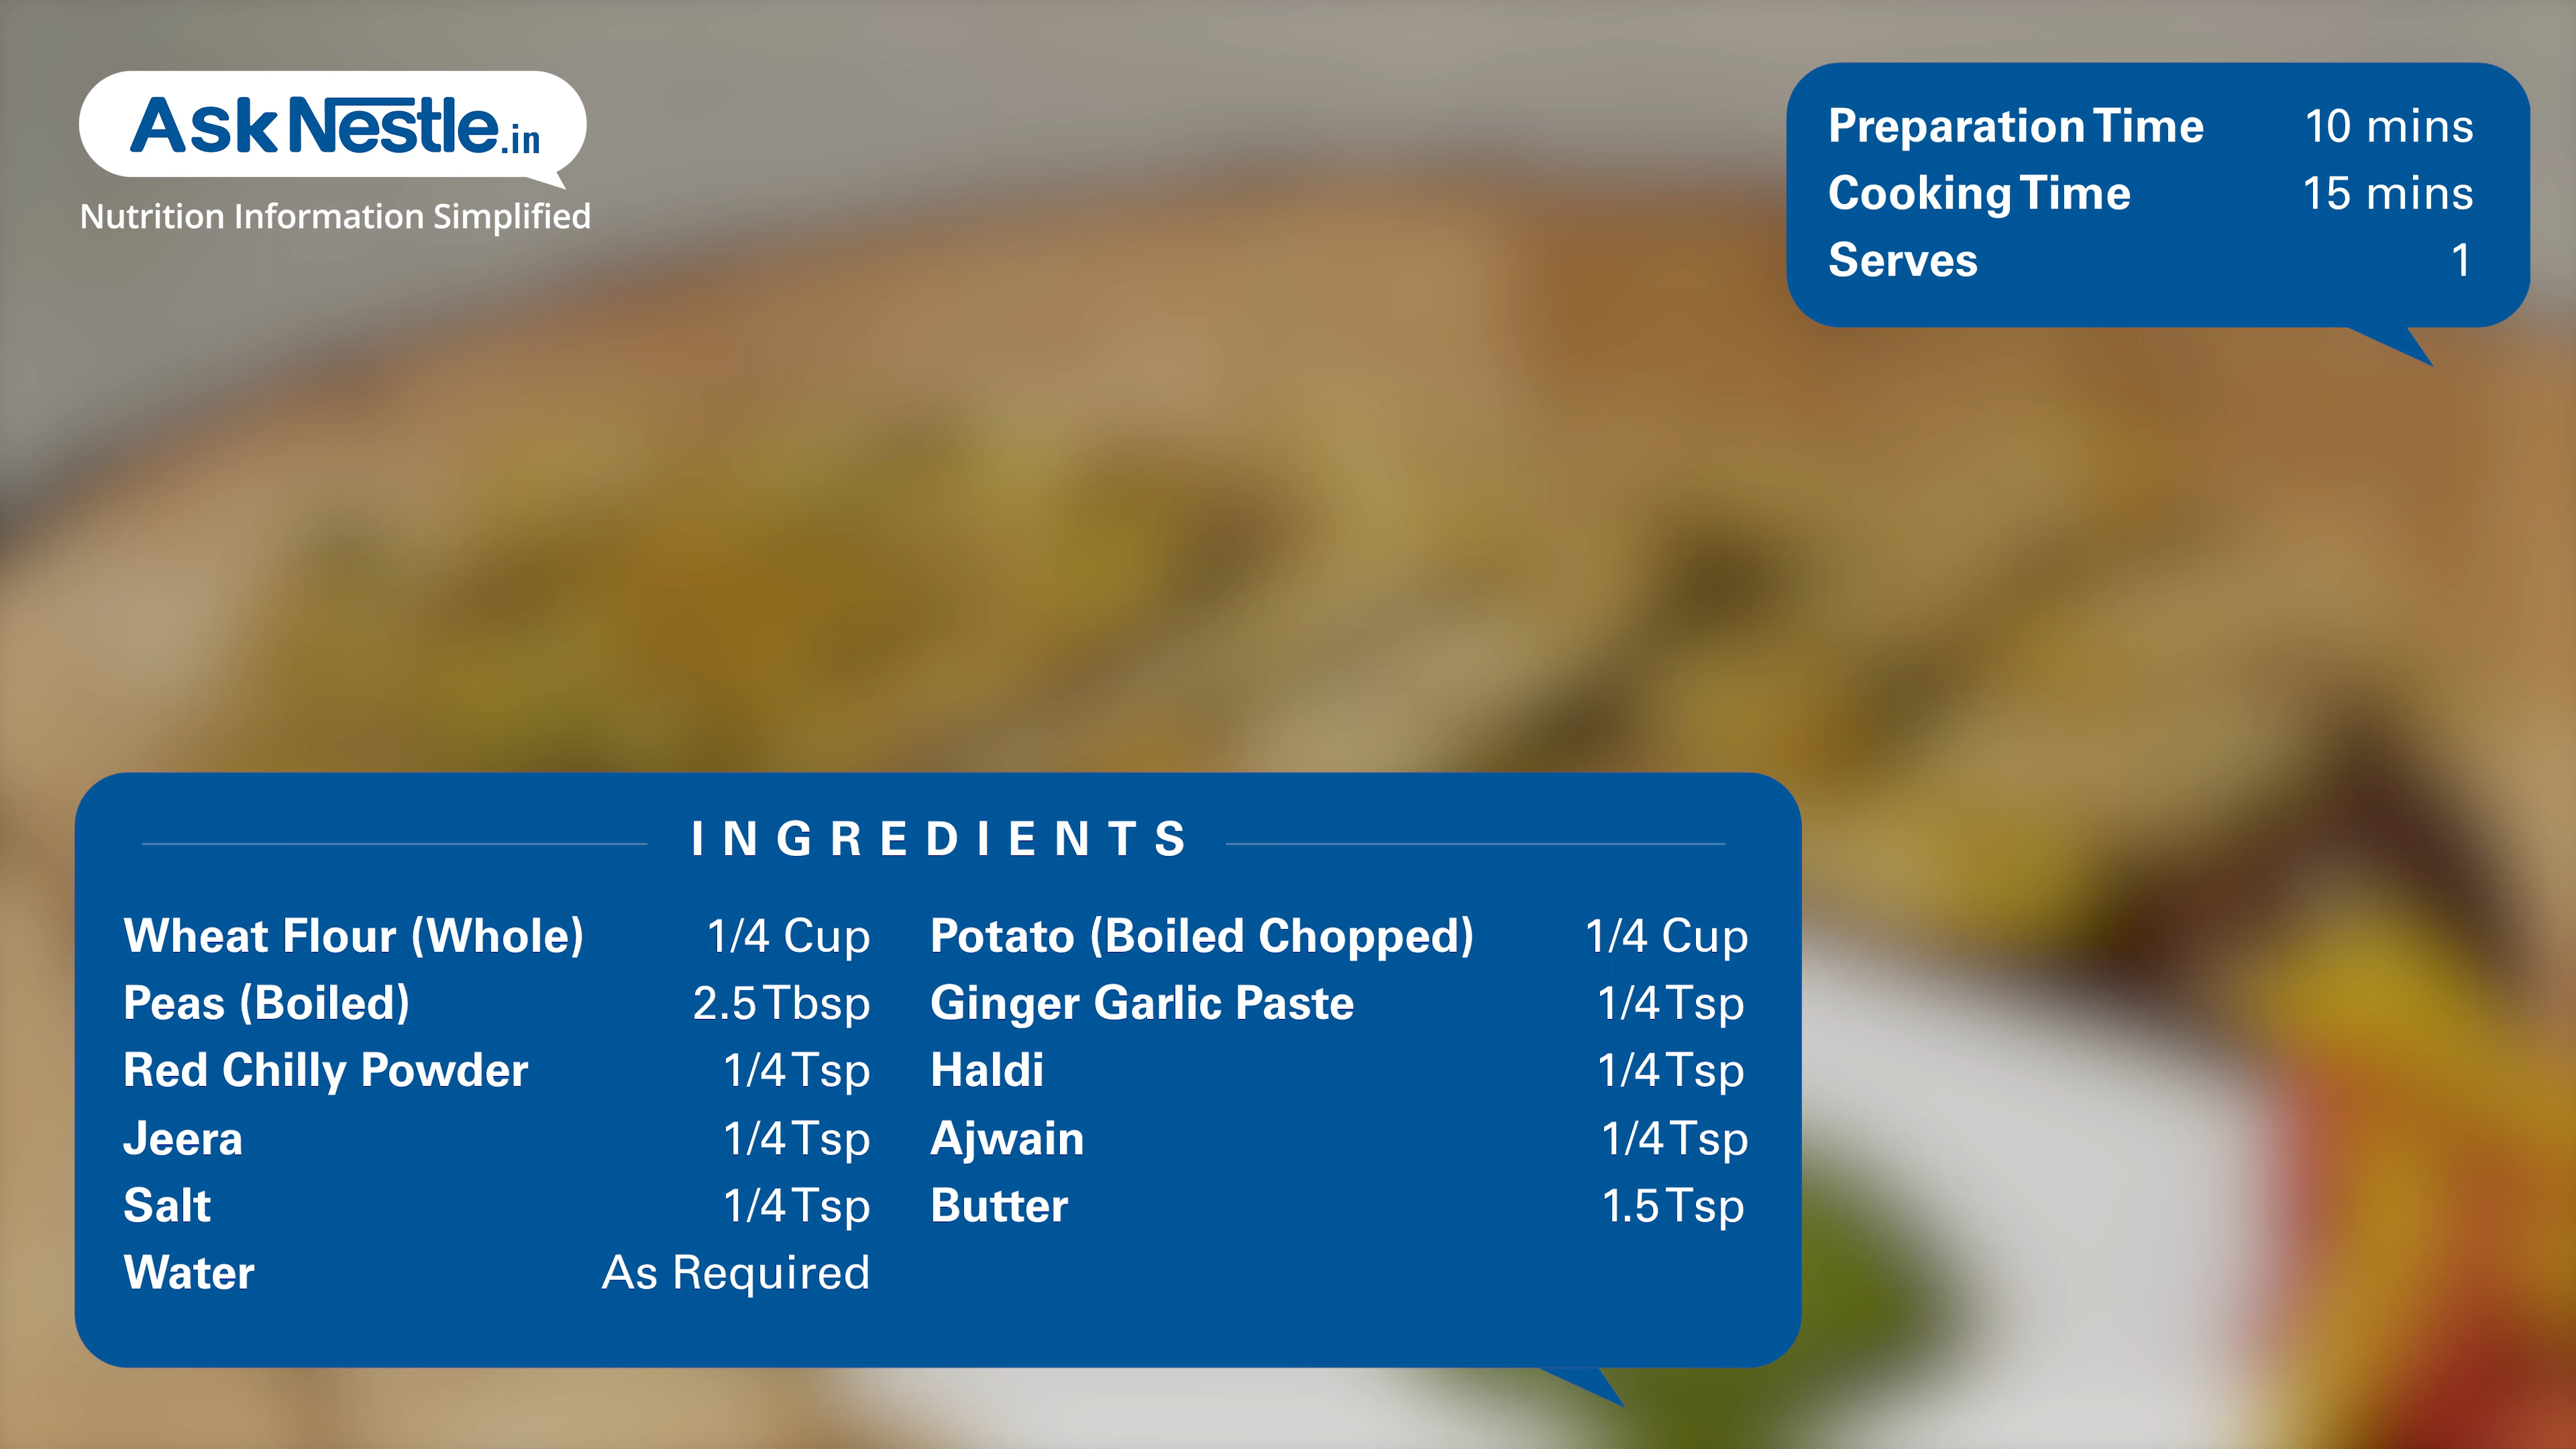 AskNestle.in
Nutrition Information Simplified
Preparation Time 10 mins
Cooking Time 15 mins
Serves 1
INGREDIENTS
Wheat Flour (Whole) 1/4 Cup Potato (Boiled Chopped) 1/4 Cup
Peas (Boiled) 2.5 Tbsp Ginger Garlic Paste 1/4 Tsp
Red Chilly Powder 1/4 Tsp Haldi 1/4 Tsp
Jeera 1/4 Tsp Ajwain 1/4 Tsp
Salt 1/4 Tsp Butter 1.5 Tsp
Water As Required